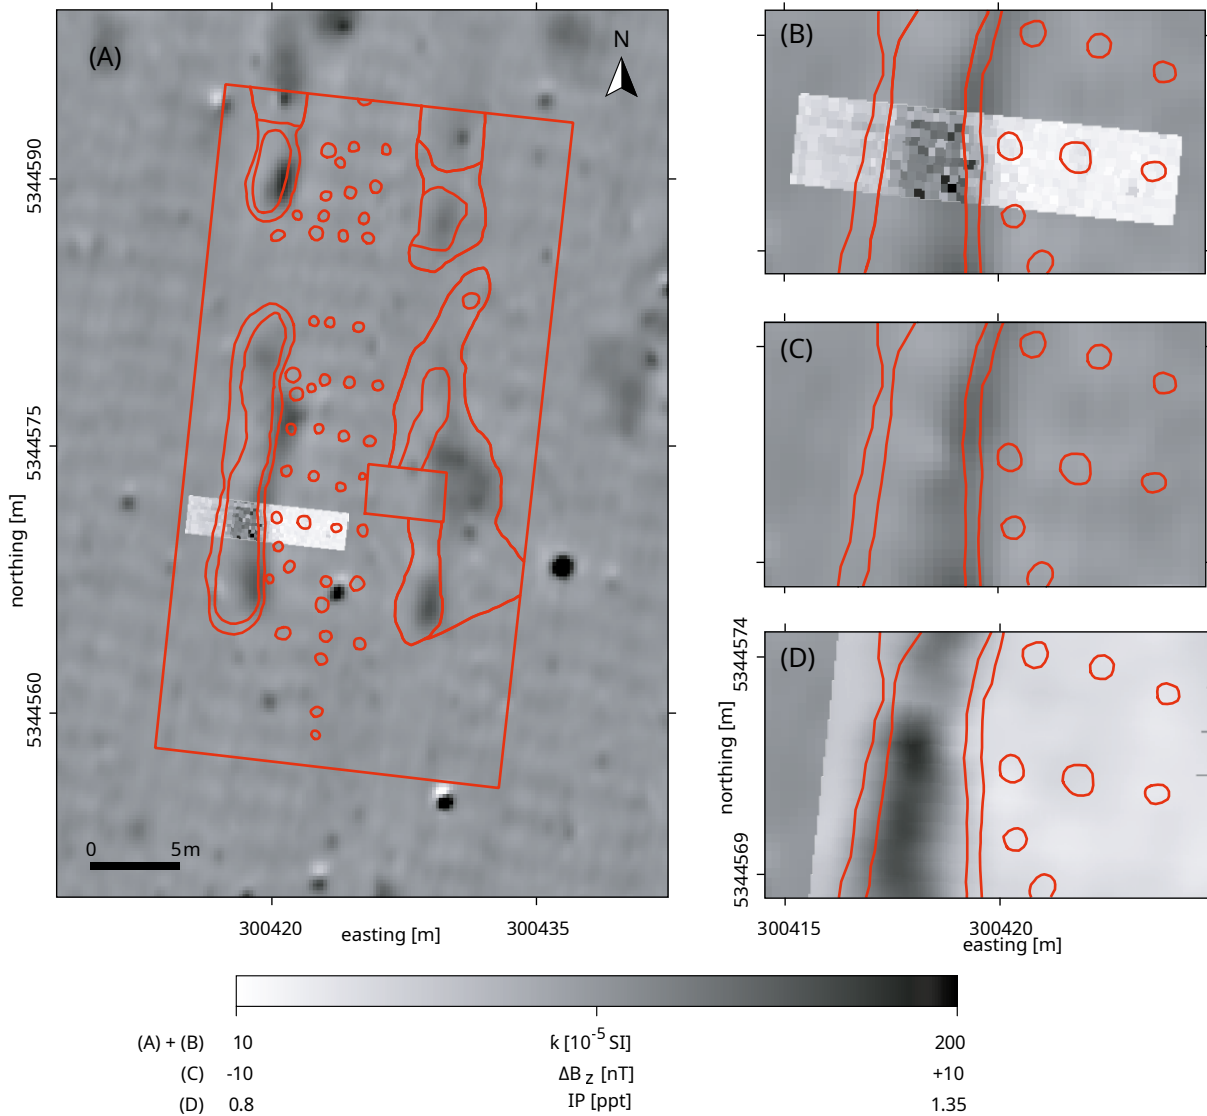 (A)
N
(B)
(C)
(D)
5344590
5344575
5344560
northing [m]
0 5m
300420 300435
easting [m]
5344574
5344569
northing [m]
300415 300420
easting [m]
(A) + (B) 10 ƙ [10⁻⁵ SI] 200
(C) -10 ΔB z [nT] +10
(D) 0.8 IP [ppt] 1.35